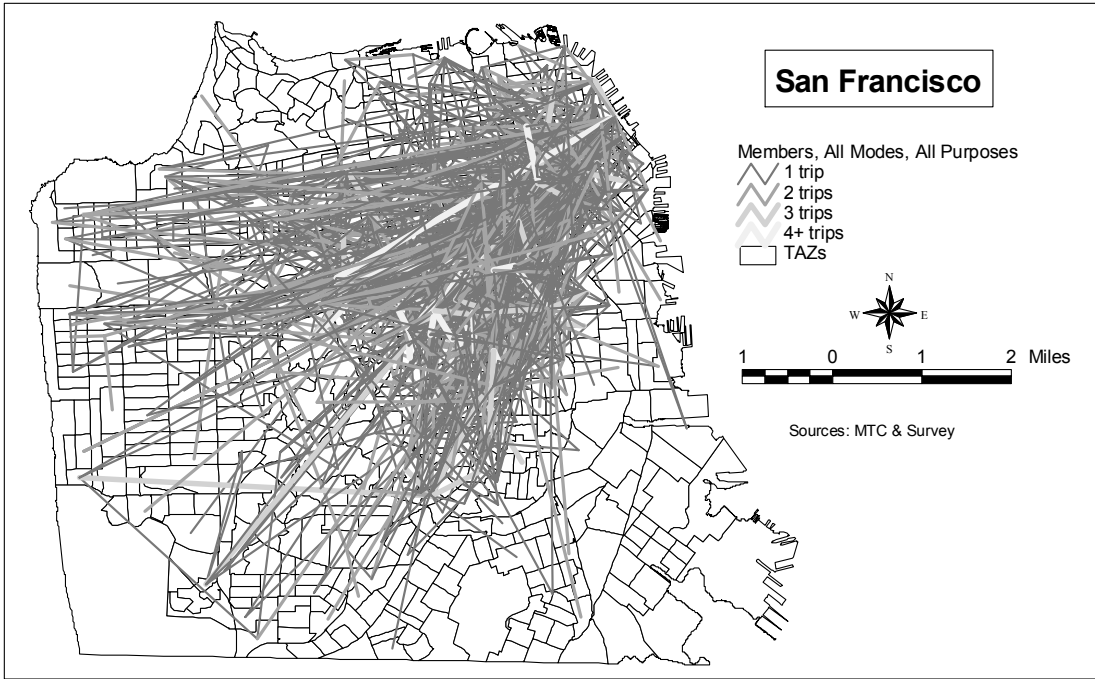 San Francisco
Members, All Modes, All Purposes
1 trip
2 trips
3 trips
4+ trips
TAZs
N
W E
S
1 0 1 2 Miles
Sources: MTC & Survey